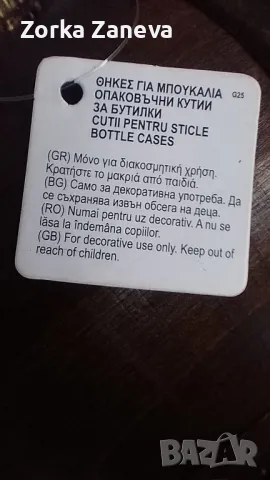 Zorka Zaneva
ΘΗΚΕΣ ΓΙΑ ΜΠΟΥΚΑΛΙΑ
G25
ΟΠΑΚΟΒЪЧНИ КУТИИ
ЗА БУТИЛКИ
CUTII PENTRU STICLE
BOTTLE CASES
(GR) Μόνο για διακοσμητική χρήση.
Κρατήστε το μακριά από παιδιά.
(BG) Само за декоративна употреба. Да
се съхранява извън обсега на деца.
(RO) Numai pentru uz decorativ. A nu se
lăsa la îndemâna copiilor.
(GB) For decorative use only. Keep out of
reach of children.
BAZAR